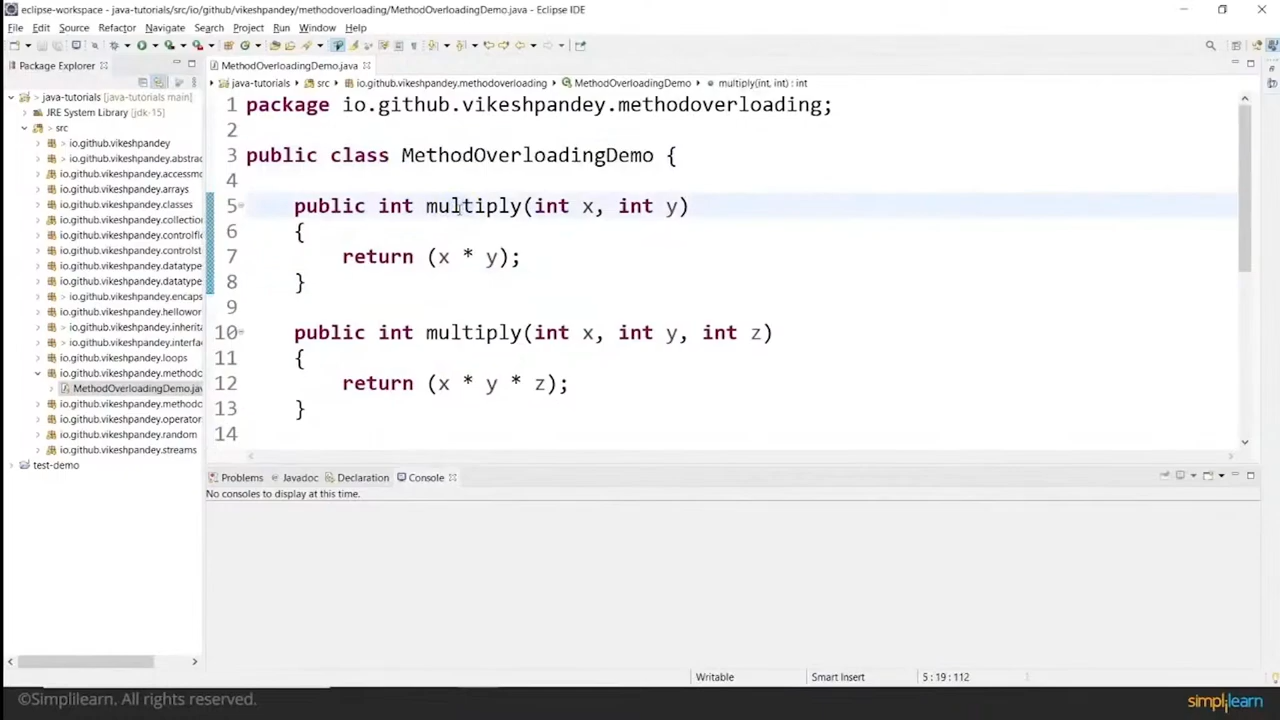 eclipse-workspace - java-tutorials/src/io/github/vikeshpandey/methodoverloading/MethodOverloadingDemo.java - Eclipse IDE
File Edit Source Refactor Navigate Search Project Run Window Help
Package Explorer
MethodOverloadingDemo.java
java-tutorials src io.github.vikeshpandey.methodoverloading MethodOverloadingDemo multiply(int, int) : int
java-tutorials [java-tutorials main]
JRE System Library [jdk-15]
src
io.github.vikeshpandey
io.github.vikeshpandey.abstrac
io.github.vikeshpandey.accessmo
io.github.vikeshpandey.arrays
io.github.vikeshpandey.classes
io.github.vikeshpandey.collection
io.github.vikeshpandey.controlfl
io.github.vikeshpandey.controlst
io.github.vikeshpandey.datatype
io.github.vikeshpandey.datatype
> io.github.vikeshpandey.encaps
io.github.vikeshpandey.hellowor
> io.github.vikeshpandey.inherita
> io.github.vikeshpandey.interfac
io.github.vikeshpandey.loops
io.github.vikeshpandey.methodo
MethodOverloadingDemo.jav
io.github.vikeshpandey.methodo
io.github.vikeshpandey.operator
io.github.vikeshpandey.random
io.github.vikeshpandey.streams
test-demo
1 package io.github.vikeshpandey.methodoverloading;
2
3 public class MethodOverloadingDemo {
4
5 public int multiply(int x, int y)
6 {
7 return (x * y);
8 }
9
10 public int multiply(int x, int y, int z)
11 {
12 return (x * y * z);
13 }
14
Problems Javadoc Declaration Console
No consoles to display at this time.
Writable Smart Insert 5 : 19 : 112
©Simplilearn. All rights reserved.
simplilearn